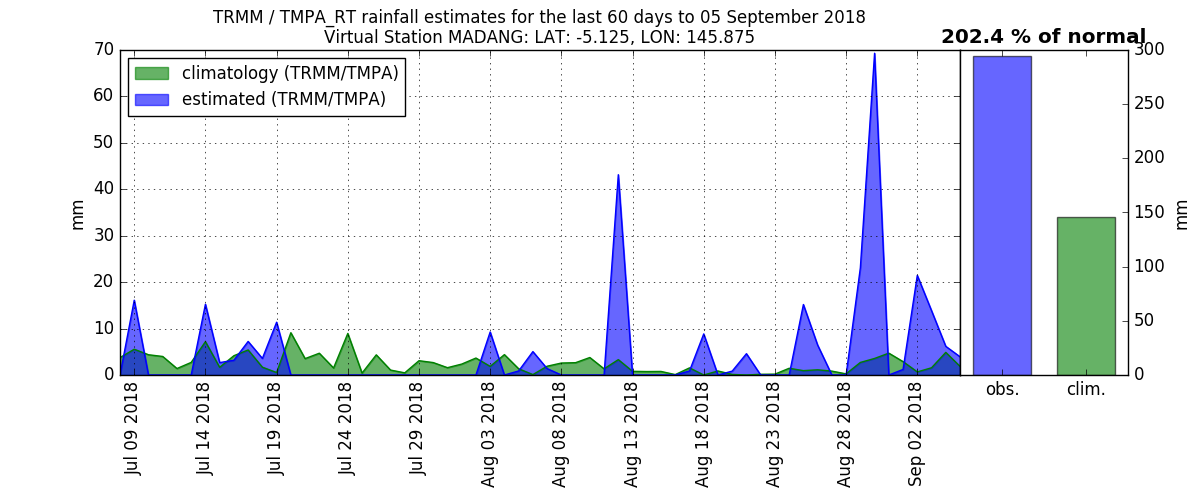 TRMM / TMPA_RT rainfall estimates for the last 60 days to 05 September 2018
Virtual Station MADANG: LAT: -5.125, LON: 145.875
202.4 % of normal
climatology (TRMM/TMPA)
estimated (TRMM/TMPA)
mm
70
60
50
40
30
20
10
0
Jul 09 2018
Jul 14 2018
Jul 19 2018
Jul 24 2018
Jul 29 2018
Aug 03 2018
Aug 08 2018
Aug 13 2018
Aug 18 2018
Aug 23 2018
Aug 28 2018
Sep 02 2018
300
250
200
150
100
50
0
mm
obs.
clim.